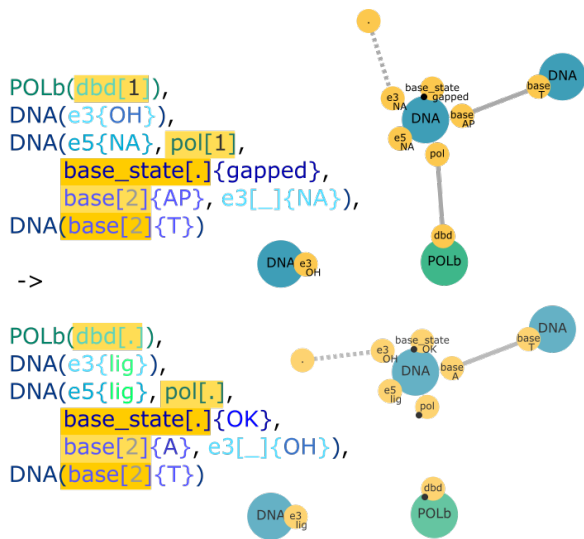 POLb(dbd[1]),
DNA(e3{OH}),
DNA(e5{NA}, pol[1],
base_state[.]{gapped},
base[2]{AP}, e3[_]{NA}),
DNA(base[2]{T})
->
POLb(dbd[.]),
DNA(e3{lig}),
DNA(e5{lig}, pol[.],
base_state[.]{OK},
base[2]{A}, e3[_]{OH}),
DNA(base[2]{T})
.
base_state
gapped
e3
NA
DNA
e5
NA
base
AP
base
T
DNA
pol
dbd
POLb
DNA
e3
OH
.
base_state
OK
e3
OH
DNA
e5
lig
base
A
base
T
DNA
pol
dbd
POLb
DNA
e3
lig